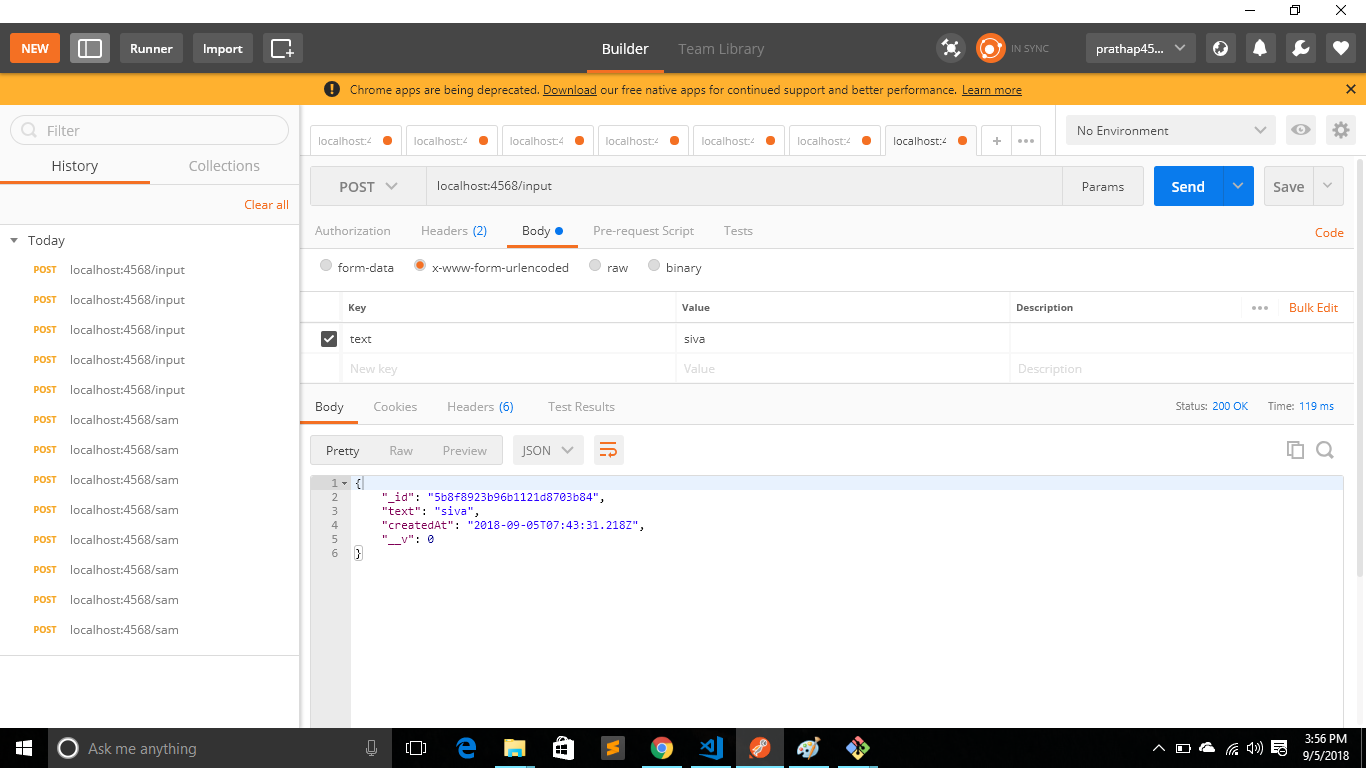 NEW Runner Import Builder Team Library IN SYNC prathap45...
Chrome apps are being deprecated. Download our free native apps for continued support and better performance. Learn more
Filter
History Collections
Clear all
Today
POST localhost:4568/input
POST localhost:4568/input
POST localhost:4568/input
POST localhost:4568/input
POST localhost:4568/input
POST localhost:4568/sam
POST localhost:4568/sam
POST localhost:4568/sam
POST localhost:4568/sam
POST localhost:4568/sam
POST localhost:4568/sam
POST localhost:4568/sam
POST localhost:4568/sam
localhost:4 localhost:4 localhost:4 localhost:4 localhost:4 localhost:4 localhost:4 + ••• No Environment
POST localhost:4568/input Params Send Save
Authorization Headers (2) Body Pre-request Script Tests Code
form-data x-www-form-urlencoded raw binary
Key Value Description ••• Bulk Edit
text siva
New key Value Description
Body Cookies Headers (6) Test Results Status: 200 OK Time: 119 ms
Pretty Raw Preview JSON
1 {
2 "_id": "5b8f8923b96b1121d8703b84",
3 "text": "siva",
4 "createdAt": "2018-09-05T07:43:31.218Z",
5 "__v": 0
6 }
Ask me anything
3:56 PM
9/5/2018